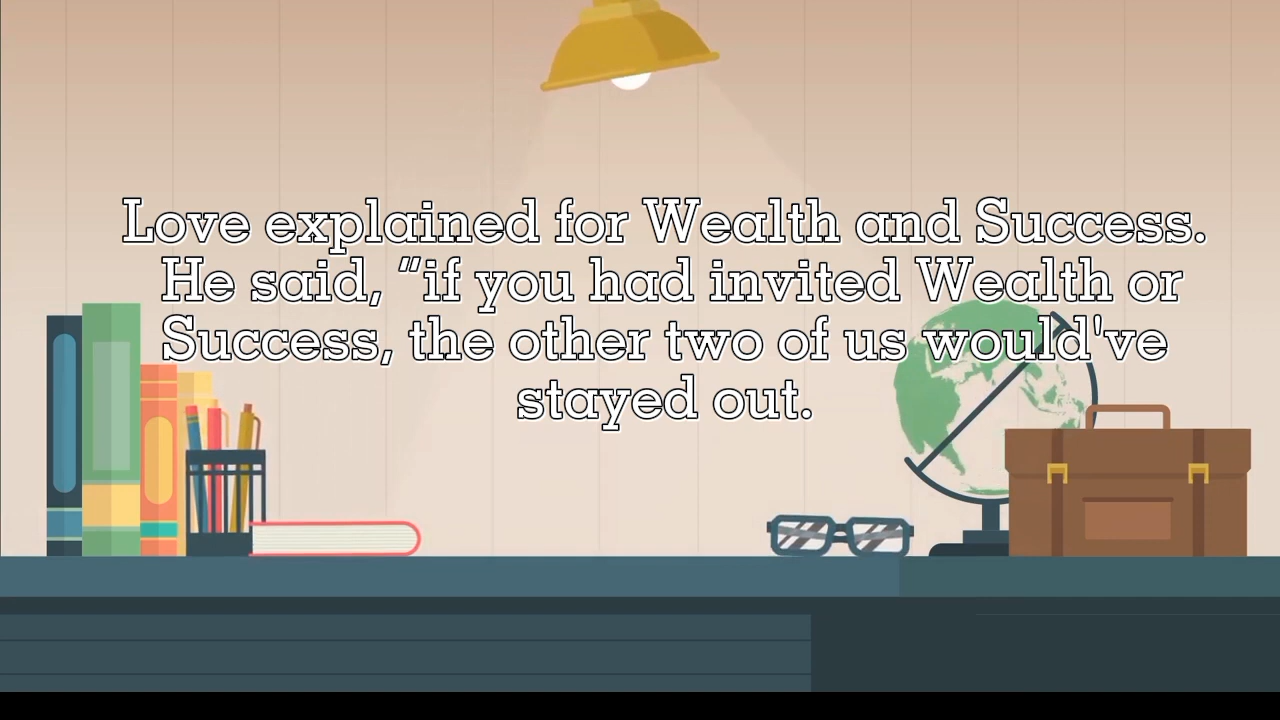 Love explained for Wealth and Success.
He said, “if you had invited Wealth or
Success, the other two of us would've
stayed out.